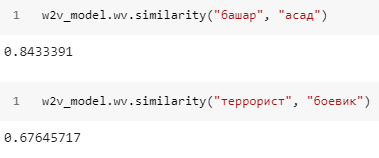 1 w2v_model.wv.similarity("башар", "асад")
0.8433391
1 w2v_model.wv.similarity("террорист", "боевик")
0.67645717